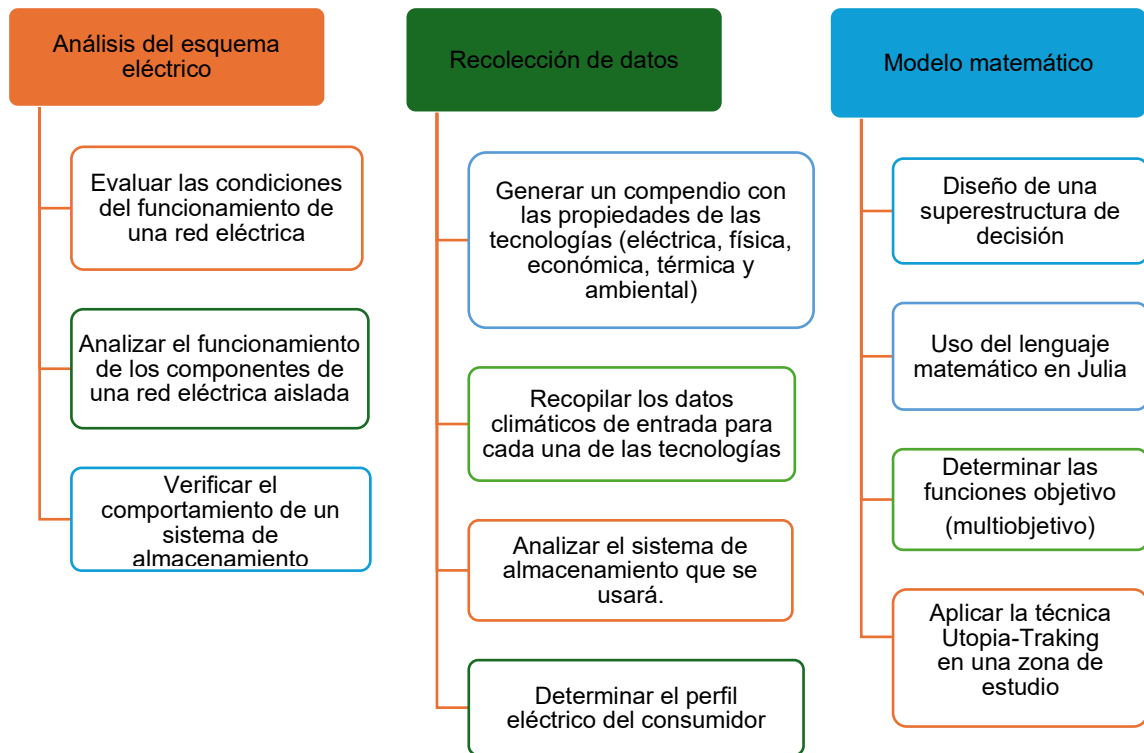 Análisis del esquema
eléctrico
Evaluar las condiciones
del funcionamiento de
una red eléctrica
Analizar el funcionamiento
de los componentes de
una red eléctrica aislada
Verificar el
comportamiento de un
sistema de
almacenamiento
Recolección de datos
Generar un compendio con
las propiedades de las
tecnologías (eléctrica, física,
económica, térmica y
ambiental)
Recopilar los datos
climáticos de entrada para
cada una de las tecnologías
Analizar el sistema de
almacenamiento que se
usará.
Determinar el perfil
eléctrico del consumidor
Modelo matemático
Diseño de una
superestructura de
decisión
Uso del lenguaje
matemático en Julia
Determinar las
funciones objetivo
(multiobjetivo)
Aplicar la técnica
Utopia-Traking
en una zona de
estudio